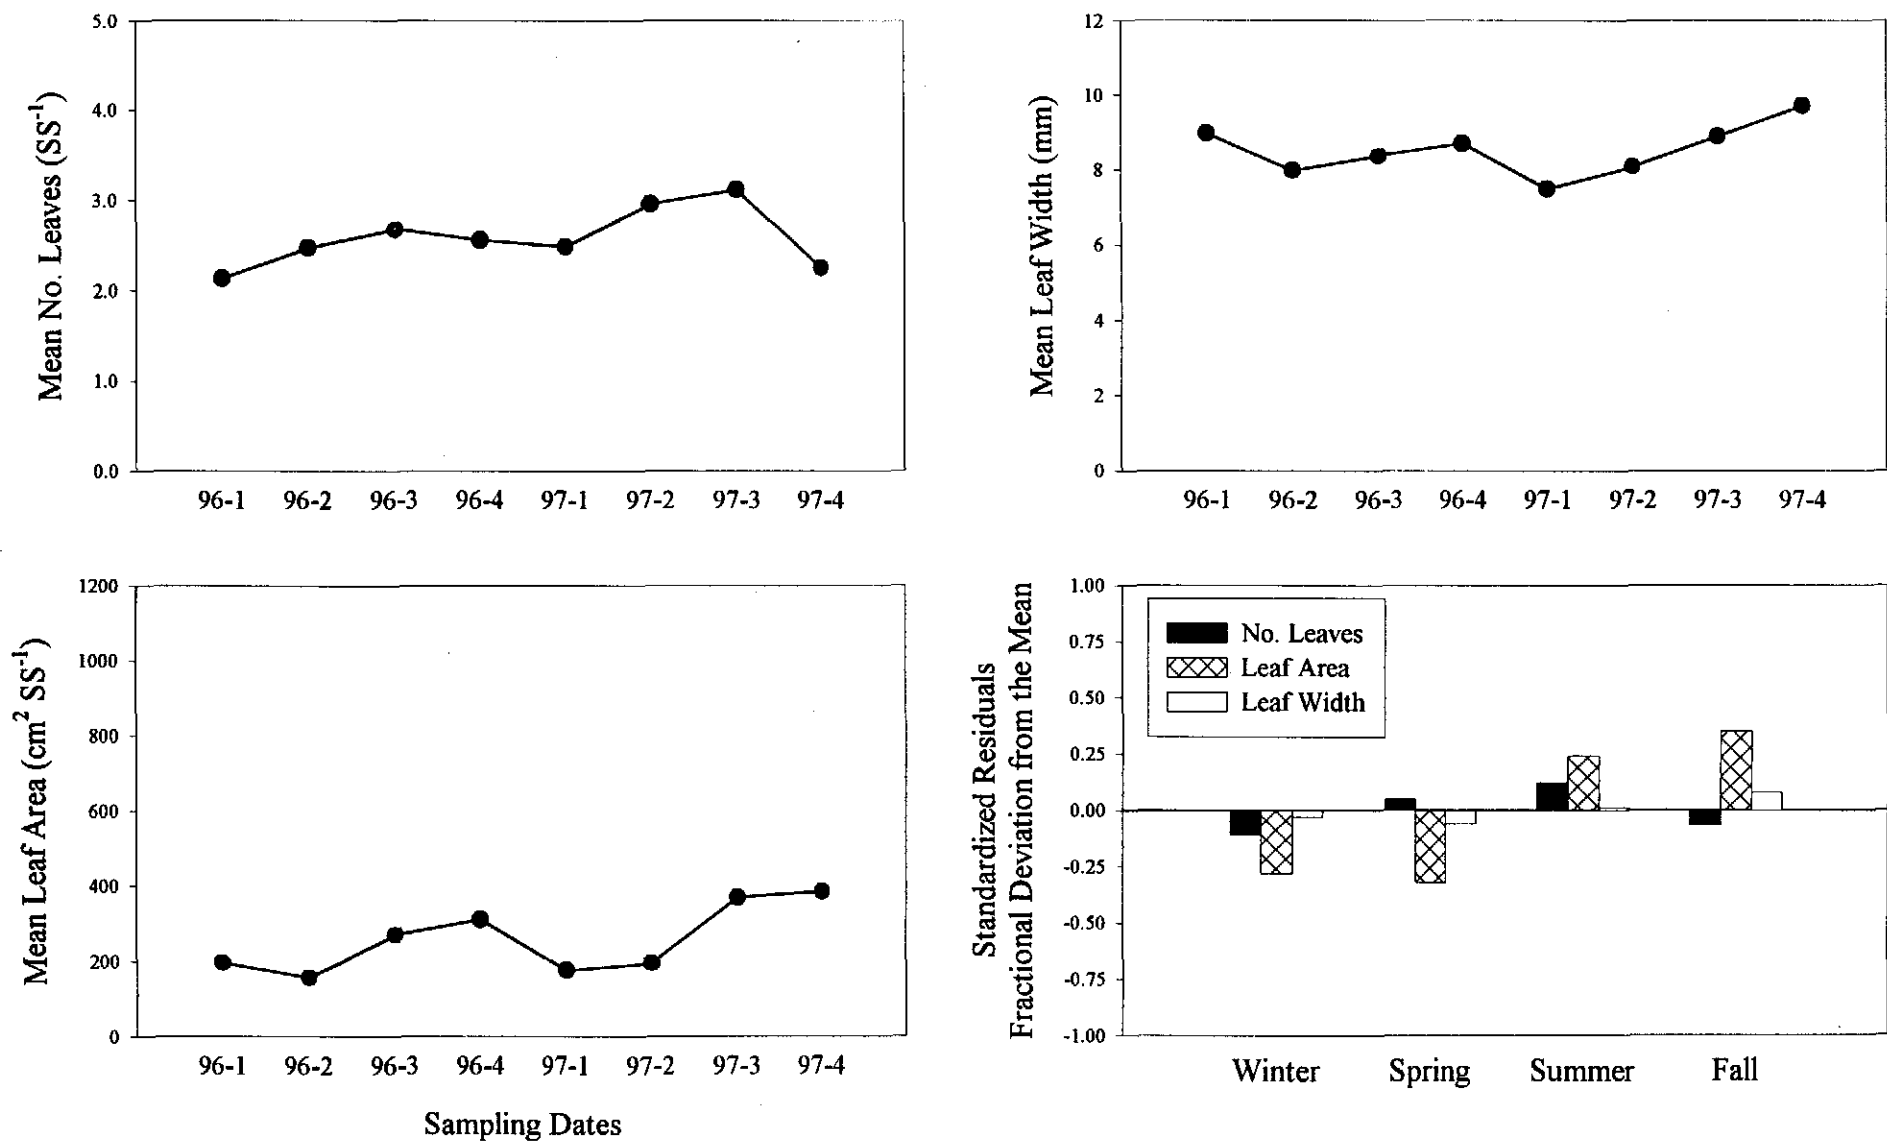 Mean No. Leaves (SS⁻¹)
5.0
4.0
3.0
2.0
1.0
0.0
96-1 96-2 96-3 96-4 97-1 97-2 97-3 97-4
Mean Leaf Width (mm)
12
10
8
6
4
2
0
96-1 96-2 96-3 96-4 97-1 97-2 97-3 97-4
Mean Leaf Area (cm² SS⁻¹)
1200
1000
800
600
400
200
0
96-1 96-2 96-3 96-4 97-1 97-2 97-3 97-4
Sampling Dates
Standardized Residuals
Fractional Deviation from the Mean
1.00
0.75
0.50
0.25
0.00
-0.25
-0.50
-0.75
-1.00
No. Leaves
Leaf Area
Leaf Width
Winter Spring Summer Fall